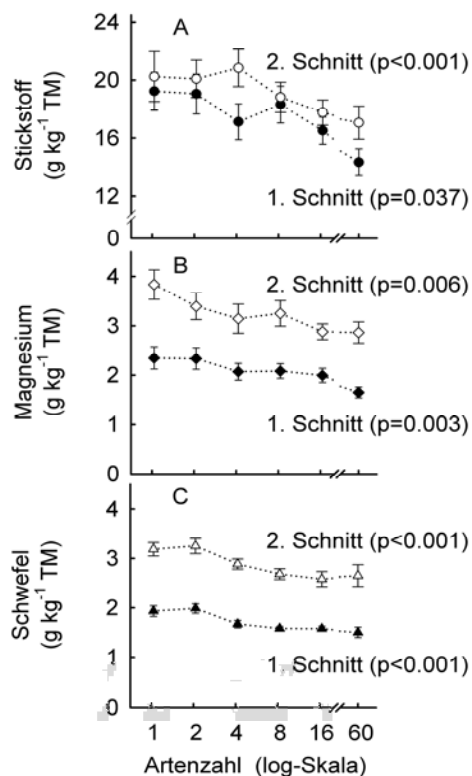 A
Stickstoff
(g kg⁻¹ TM)
24
20
16
12
0
2. Schnitt (p<0.001)
1. Schnitt (p=0.037)
B
Magnesium
(g kg⁻¹ TM)
4
3
2
1
0
2. Schnitt (p=0.006)
1. Schnitt (p=0.003)
C
Schwefel
(g kg⁻¹ TM)
4
3
2
1
0
2. Schnitt (p<0.001)
1. Schnitt (p<0.001)
1 2 4 8 16 60
Artenzahl (log-Skala)